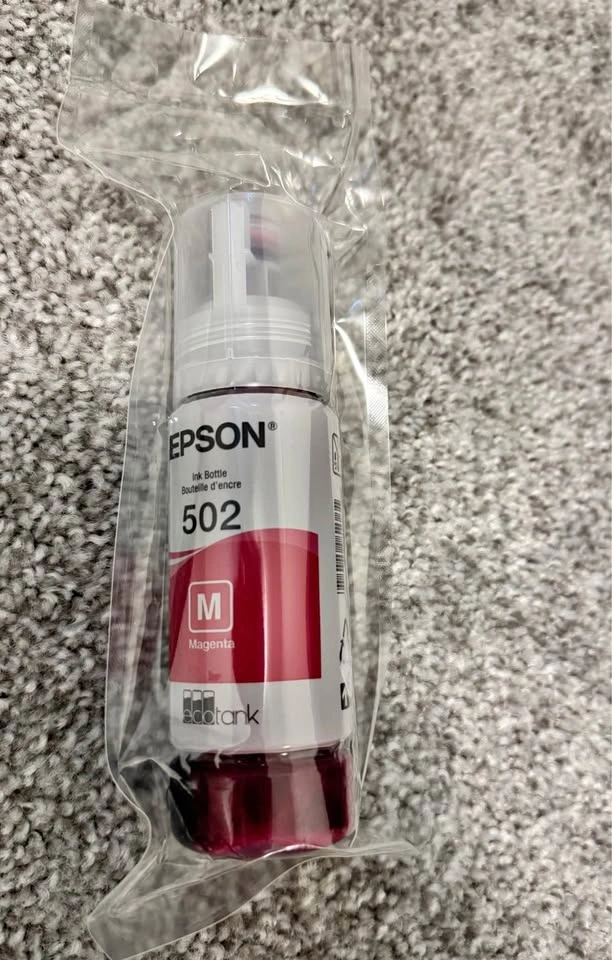 EPSON®
Ink Bottle
Bouteille d'encre
502
M
Magenta
ecotank